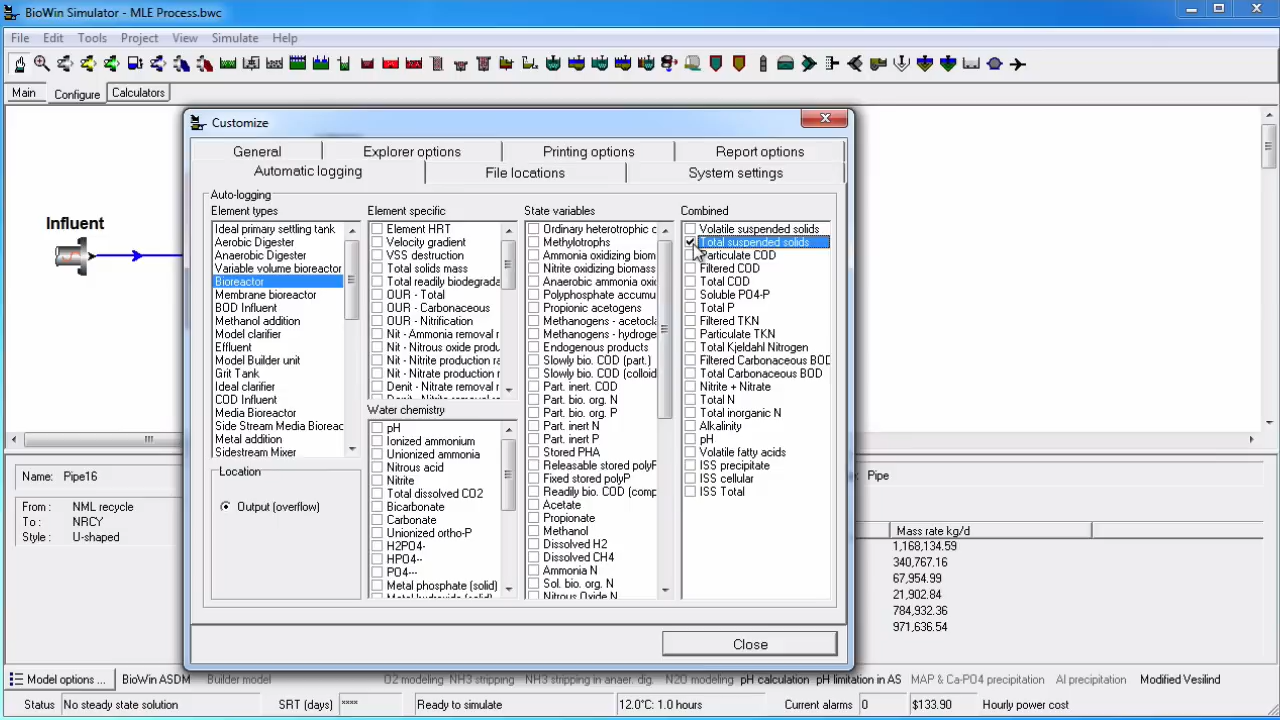 BioWin Simulator - MLE Process.bwc
File Edit Tools Project View Simulate Help
Main Configure Calculators
Influent
Customize
General Explorer options Printing options Report options
Automatic logging File locations System settings
Auto-logging
Element types
Ideal primary settling tank
Aerobic Digester
Anaerobic Digester
Variable volume bioreactor
Bioreactor
Membrane bioreactor
BOD Influent
Methanol addition
Model clarifier
Effluent
Model Builder unit
Grit Tank
Ideal clarifier
COD Influent
Media Bioreactor
Side Stream Media Bioreac
Metal addition
Sidestream Mixer
Location
Output (overflow)
Element specific
Element HRT
Velocity gradient
VSS destruction
Total solids mass
Total readily biodegrada
OUR - Total
OUR - Carbonaceous
OUR - Nitrification
Nit - Ammonia removal r
Nit - Nitrite production ra
Nit - Nitrate production ra
Denit - Nitrate removal r
Denit - Nitrite removal ra
Water chemistry
pH
Ionized ammonium
Unionized ammonia
Nitrous acid
Nitrite
Total dissolved CO2
Bicarbonate
Carbonate
Unionized ortho-P
H2PO4-
HPO4--
PO4---
Metal phosphate (solid)
Metal hydroxide (solid)
State variables
Ordinary heterotrophic c
Methylotrophs
Ammonia oxidizing biom
Nitrite oxidizing biomass
Anaerobic ammonia oxid
Polyphosphate accumu
Propionic acetogens
Methanogens - acetocla
Methanogens - hydroge
Endogenous products
Slowly bio. COD (part.)
Slowly bio. COD (colloid
Part. inert. COD
Part. bio. org. N
Part. bio. org. P
Part. inert N
Part. inert P
Stored PHA
Releasable stored polyP
Fixed stored polyP
Readily bio. COD (comp
Acetate
Propionate
Methanol
Dissolved H2
Dissolved CH4
Ammonia N
Sol. bio. org. N
Nitrous Oxide N
Combined
Volatile suspended solids
Total suspended solids
Particulate COD
Filtered COD
Total COD
Soluble PO4-P
Total P
Filtered TKN
Particulate TKN
Total Kjeldahl Nitrogen
Filtered Carbonaceous BOD
Total Carbonaceous BOD
Nitrite + Nitrate
Total N
Total inorganic N
Alkalinity
pH
Volatile fatty acids
ISS precipitate
ISS cellular
ISS Total
Close
Name: Pipe16
From : NML recycle
To : NRCY
Style : U-shaped
Pipe
Mass rate kg/d
1,168,134.59
340,767.16
67,954.99
21,902.84
784,932.36
971,636.54
Model options ... BioWin ASDM Builder model O2 modeling NH3 stripping NH3 stripping in anaer. dig. N2O modeling pH calculation pH limitation in AS MAP & Ca-PO4 precipitation Al precipitation Modified Vesilind
Status No steady state solution SRT (days) **** Ready to simulate 12.0°C: 1.0 hours Current alarms 0 $133.90 Hourly power cost